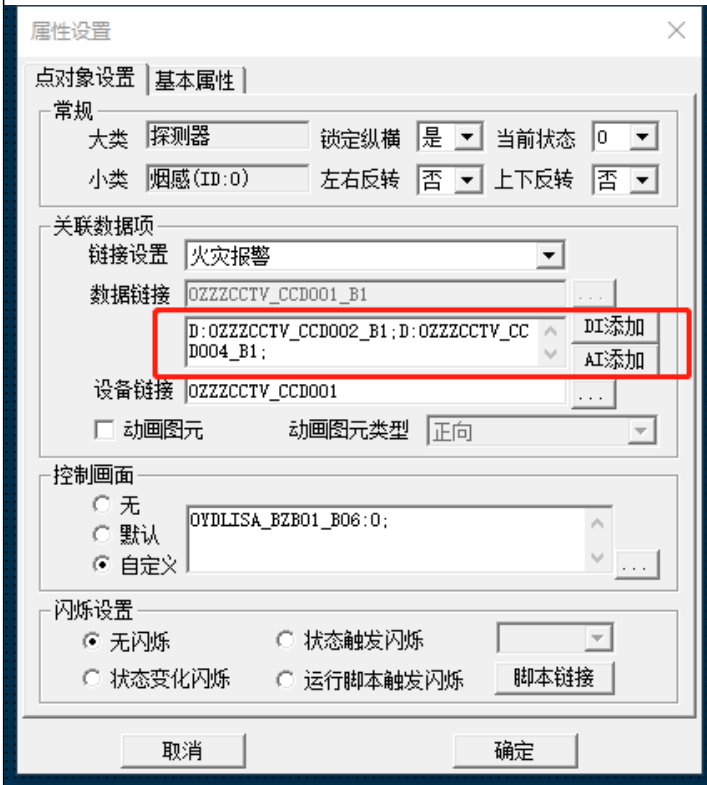 属性设置
点对象设置 基本属性
常规
大类 探测器 锁定纵横 是 当前状态 0
小类 烟感(ID:0) 左右反转 否 上下反转 否
关联数据项
链接设置 火灾报警
数据链接 OZZZCCTV_CCD001_B1 ...
D:OZZZCCTV_CCD002_B1;D:OZZZCCTV_CC DI添加
D004_B1; AI添加
设备链接 OZZZCCTV_CCD001 ...
动画图元 动画图元类型 正向
控制画面
无
OYDLISA_BZB01_B06:0;
默认
自定义 ...
闪烁设置
无闪烁 状态触发闪烁
状态变化闪烁 运行脚本触发闪烁 脚本链接
取消 确定